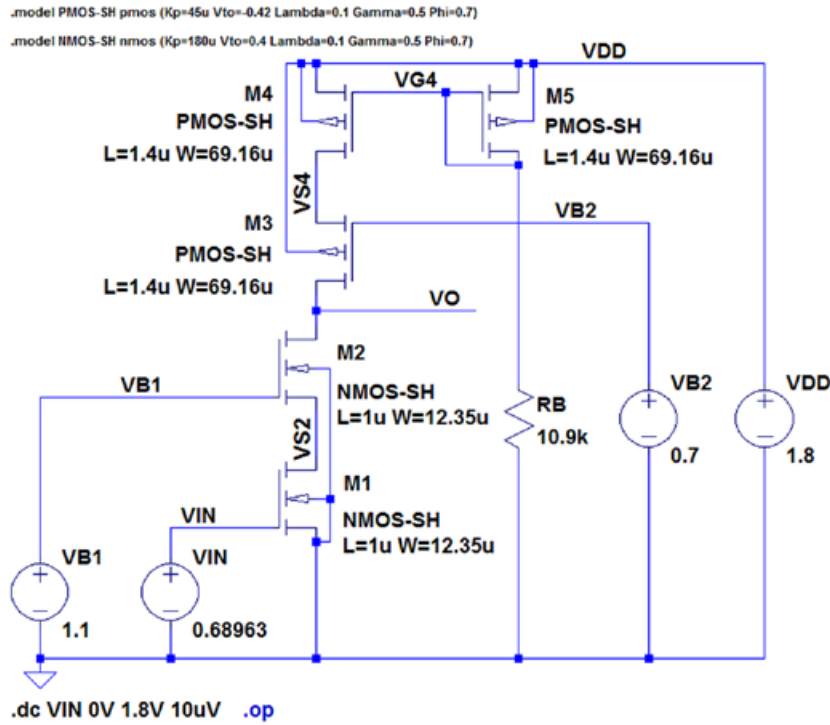 .model PMOS-SH pmos (Kp=45u Vto=-0.42 Lambda=0.1 Gamma=0.5 Phi=0.7)
.model NMOS-SH nmos (Kp=180u Vto=0.4 Lambda=0.1 Gamma=0.5 Phi=0.7)
VDD
M4
VG4
M5
PMOS-SH
PMOS-SH
L=1.4u W=69.16u
L=1.4u W=69.16u
VS4
M3
VB2
PMOS-SH
L=1.4u W=69.16u
VO
M2
VB1
NMOS-SH
L=1u W=12.35u
RB
10.9k
VB2
0.7
VDD
1.8
VS2
M1
VIN
NMOS-SH
L=1u W=12.35u
VB1
1.1
VIN
0.68963
.dc VIN 0V 1.8V 10uV .op